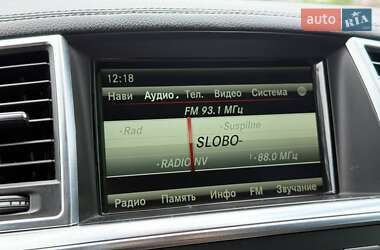 auto RIA
12:18
Нави Аудио Тел. Видео Система
FM 93.1 МГц
-Rad -Suspilne
SLOBO-
-RADIO NV -88.0 МГц
Радио Память Инфо FM Звучание